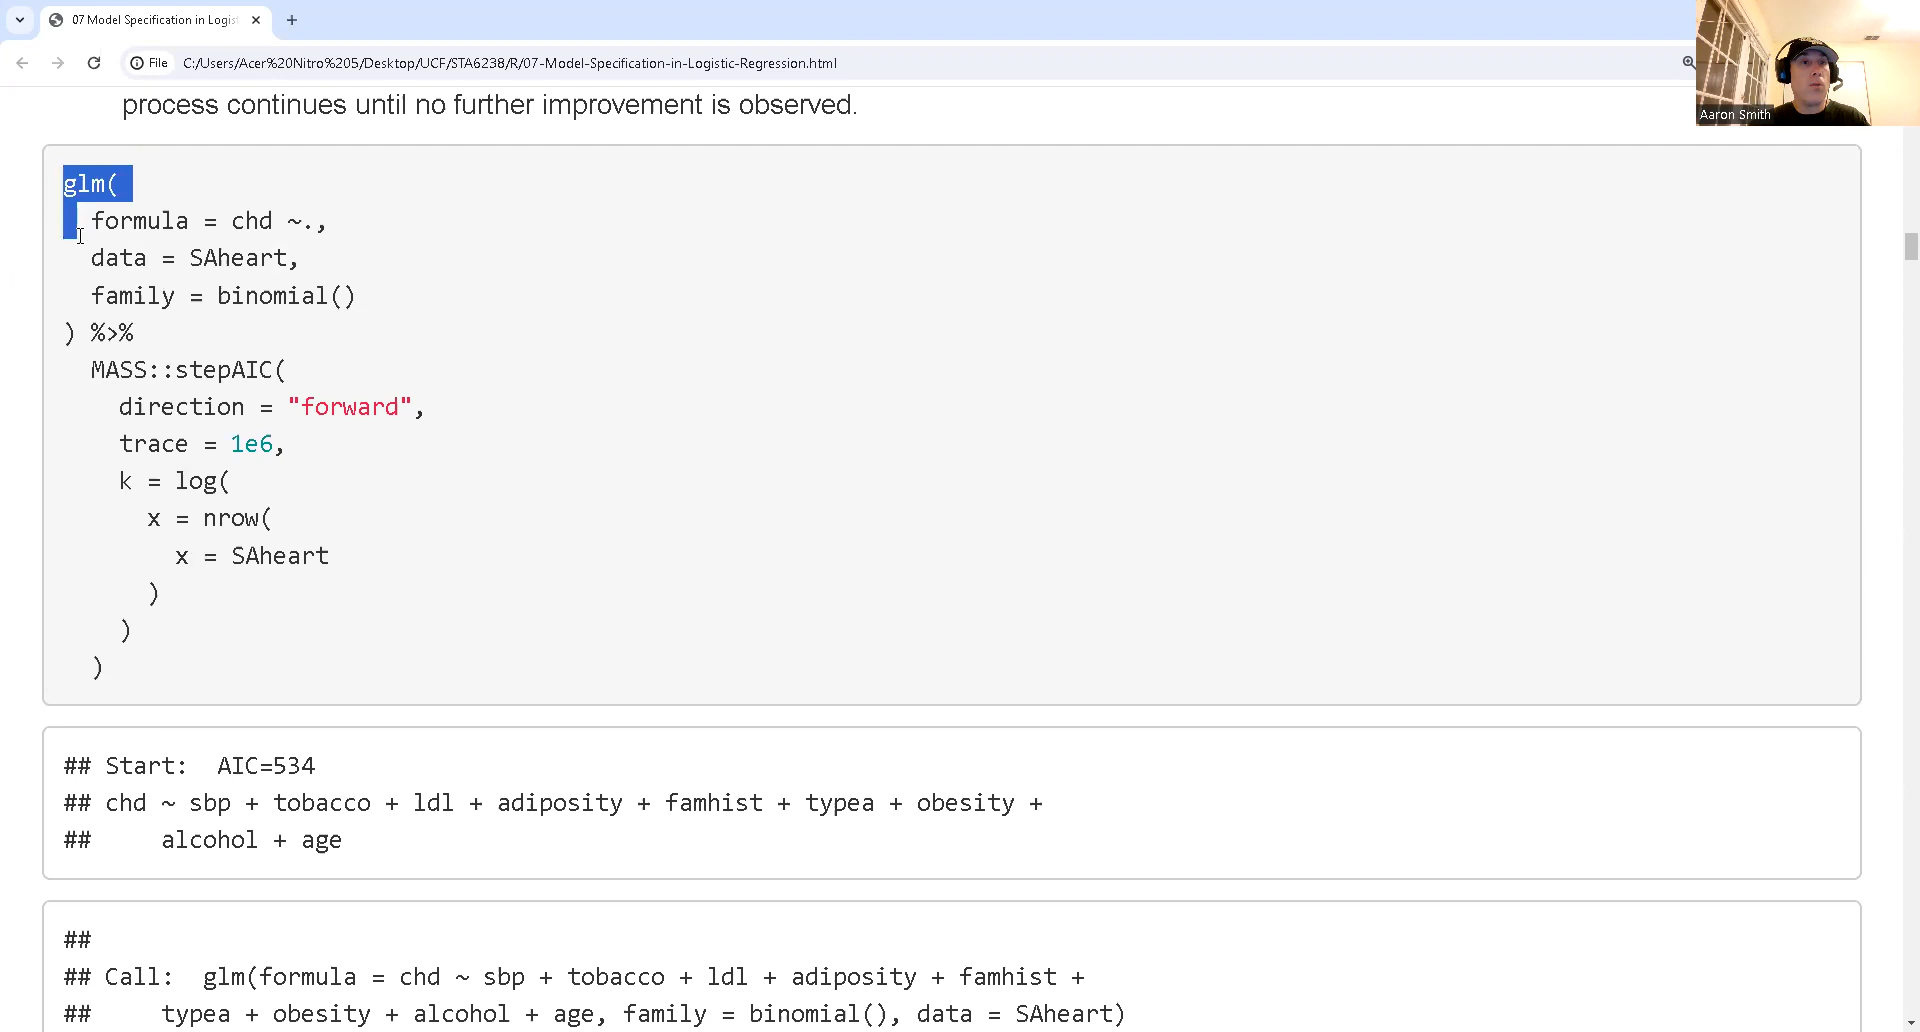 07 Model Specification in Logis
File C:/Users/Acer%20Nitro%205/Desktop/UCF/STA6238/R/07-Model-Specification-in-Logistic-Regression.html
Aaron Smith
process continues until no further improvement is observed.
glm(
  formula = chd ~.,
  data = SAheart,
  family = binomial()
) %>%
  MASS::stepAIC(
    direction = "forward",
    trace = 1e6,
    k = log(
      x = nrow(
        x = SAheart
      )
    )
  )
## Start:  AIC=534
## chd ~ sbp + tobacco + ldl + adiposity + famhist + typea + obesity +
##     alcohol + age
##
## Call:  glm(formula = chd ~ sbp + tobacco + ldl + adiposity + famhist +
##     typea + obesity + alcohol + age, family = binomial(), data = SAheart)